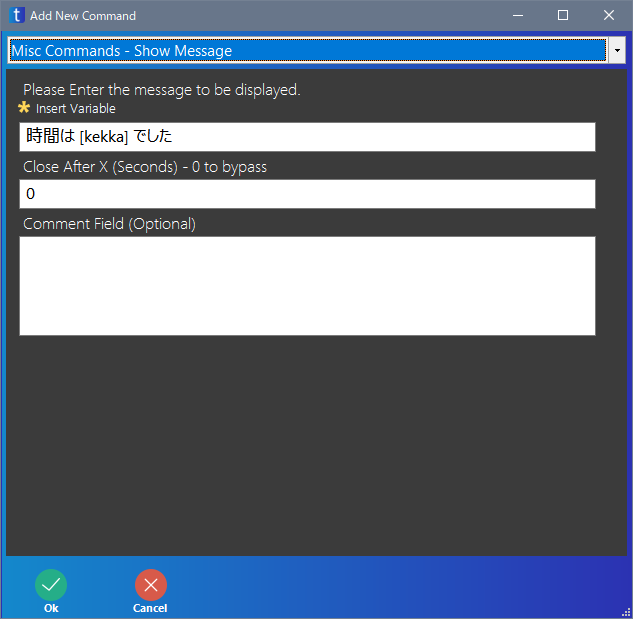 t Add New Command
Misc Commands - Show Message
Please Enter the message to be displayed.
Insert Variable
時間は [kekka] でした
Close After X (Seconds) - 0 to bypass
0
Comment Field (Optional)
Ok
Cancel